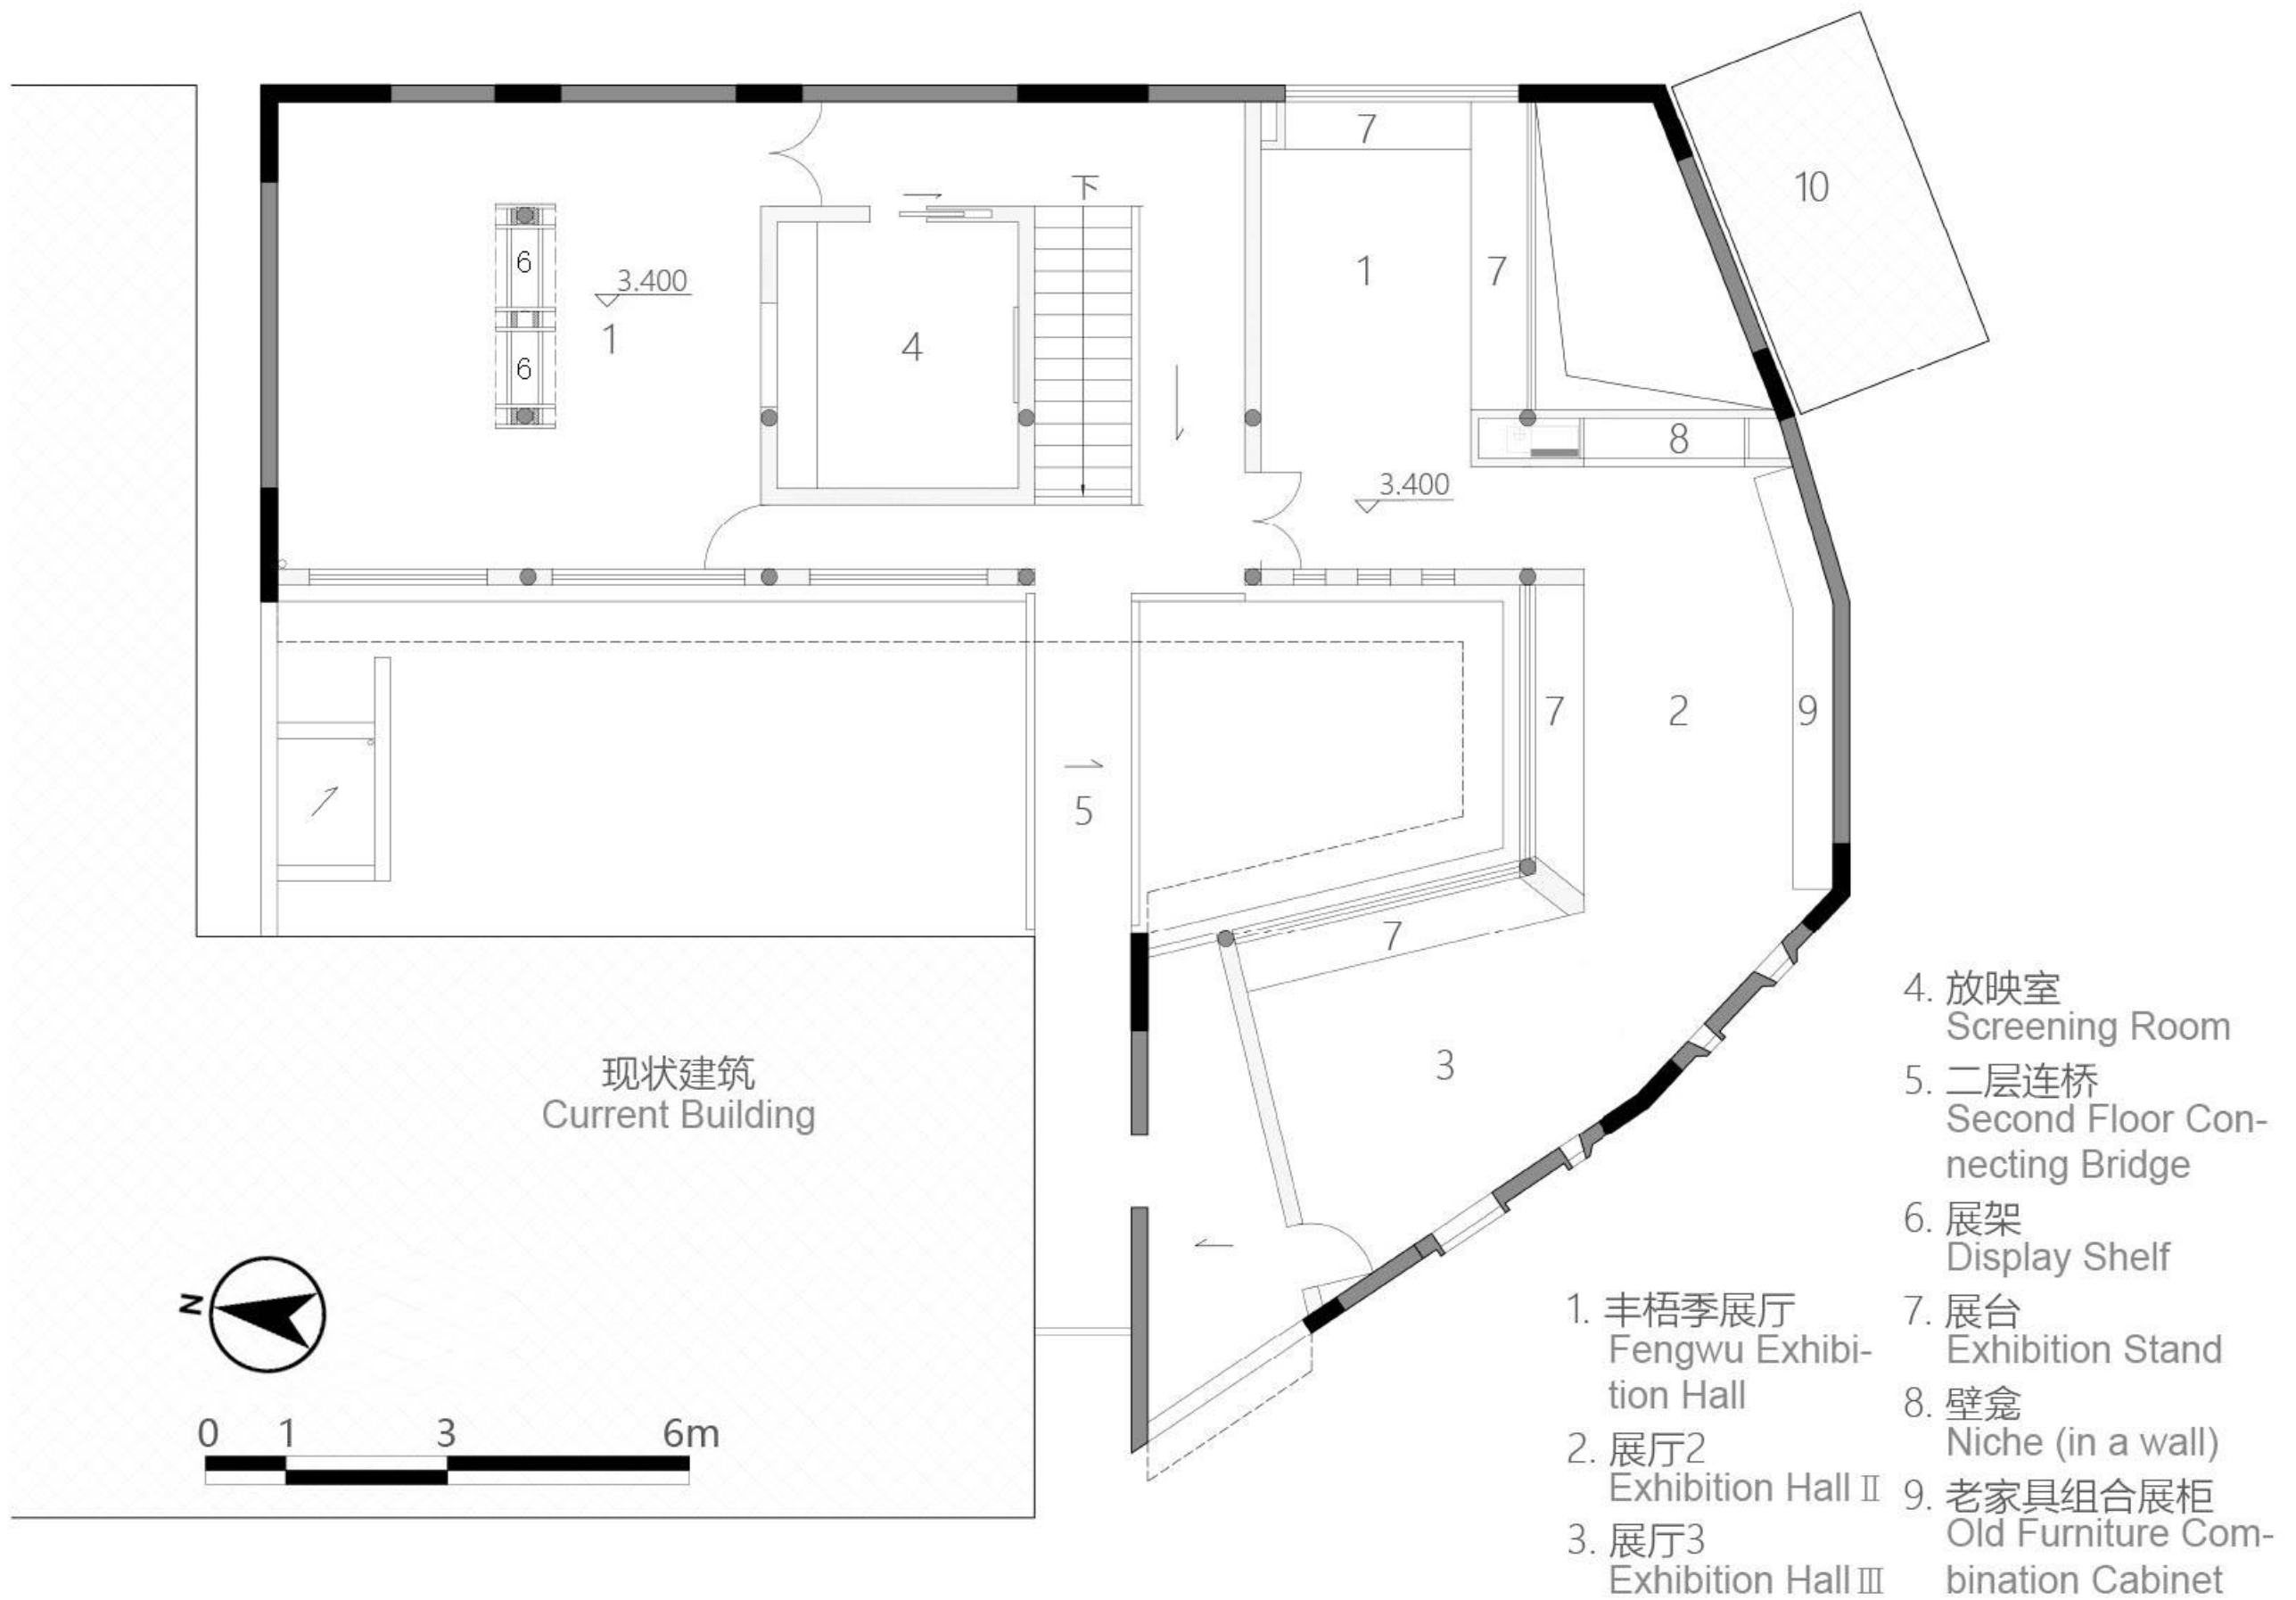 7
10
下
6
3.400
1
7
1
4
6
8
3.400
7
2
9
5
7
3
现状建筑
Current Building
N
0 1 3 6m
1. 丰梧季展厅
Fengwu Exhibi-
tion Hall
2. 展厅2
Exhibition Hall Ⅱ
3. 展厅3
Exhibition Hall Ⅲ
4. 放映室
Screening Room
5. 二层连桥
Second Floor Con-
necting Bridge
6. 展架
Display Shelf
7. 展台
Exhibition Stand
8. 壁龛
Niche (in a wall)
9. 老家具组合展柜
Old Furniture Com-
bination Cabinet